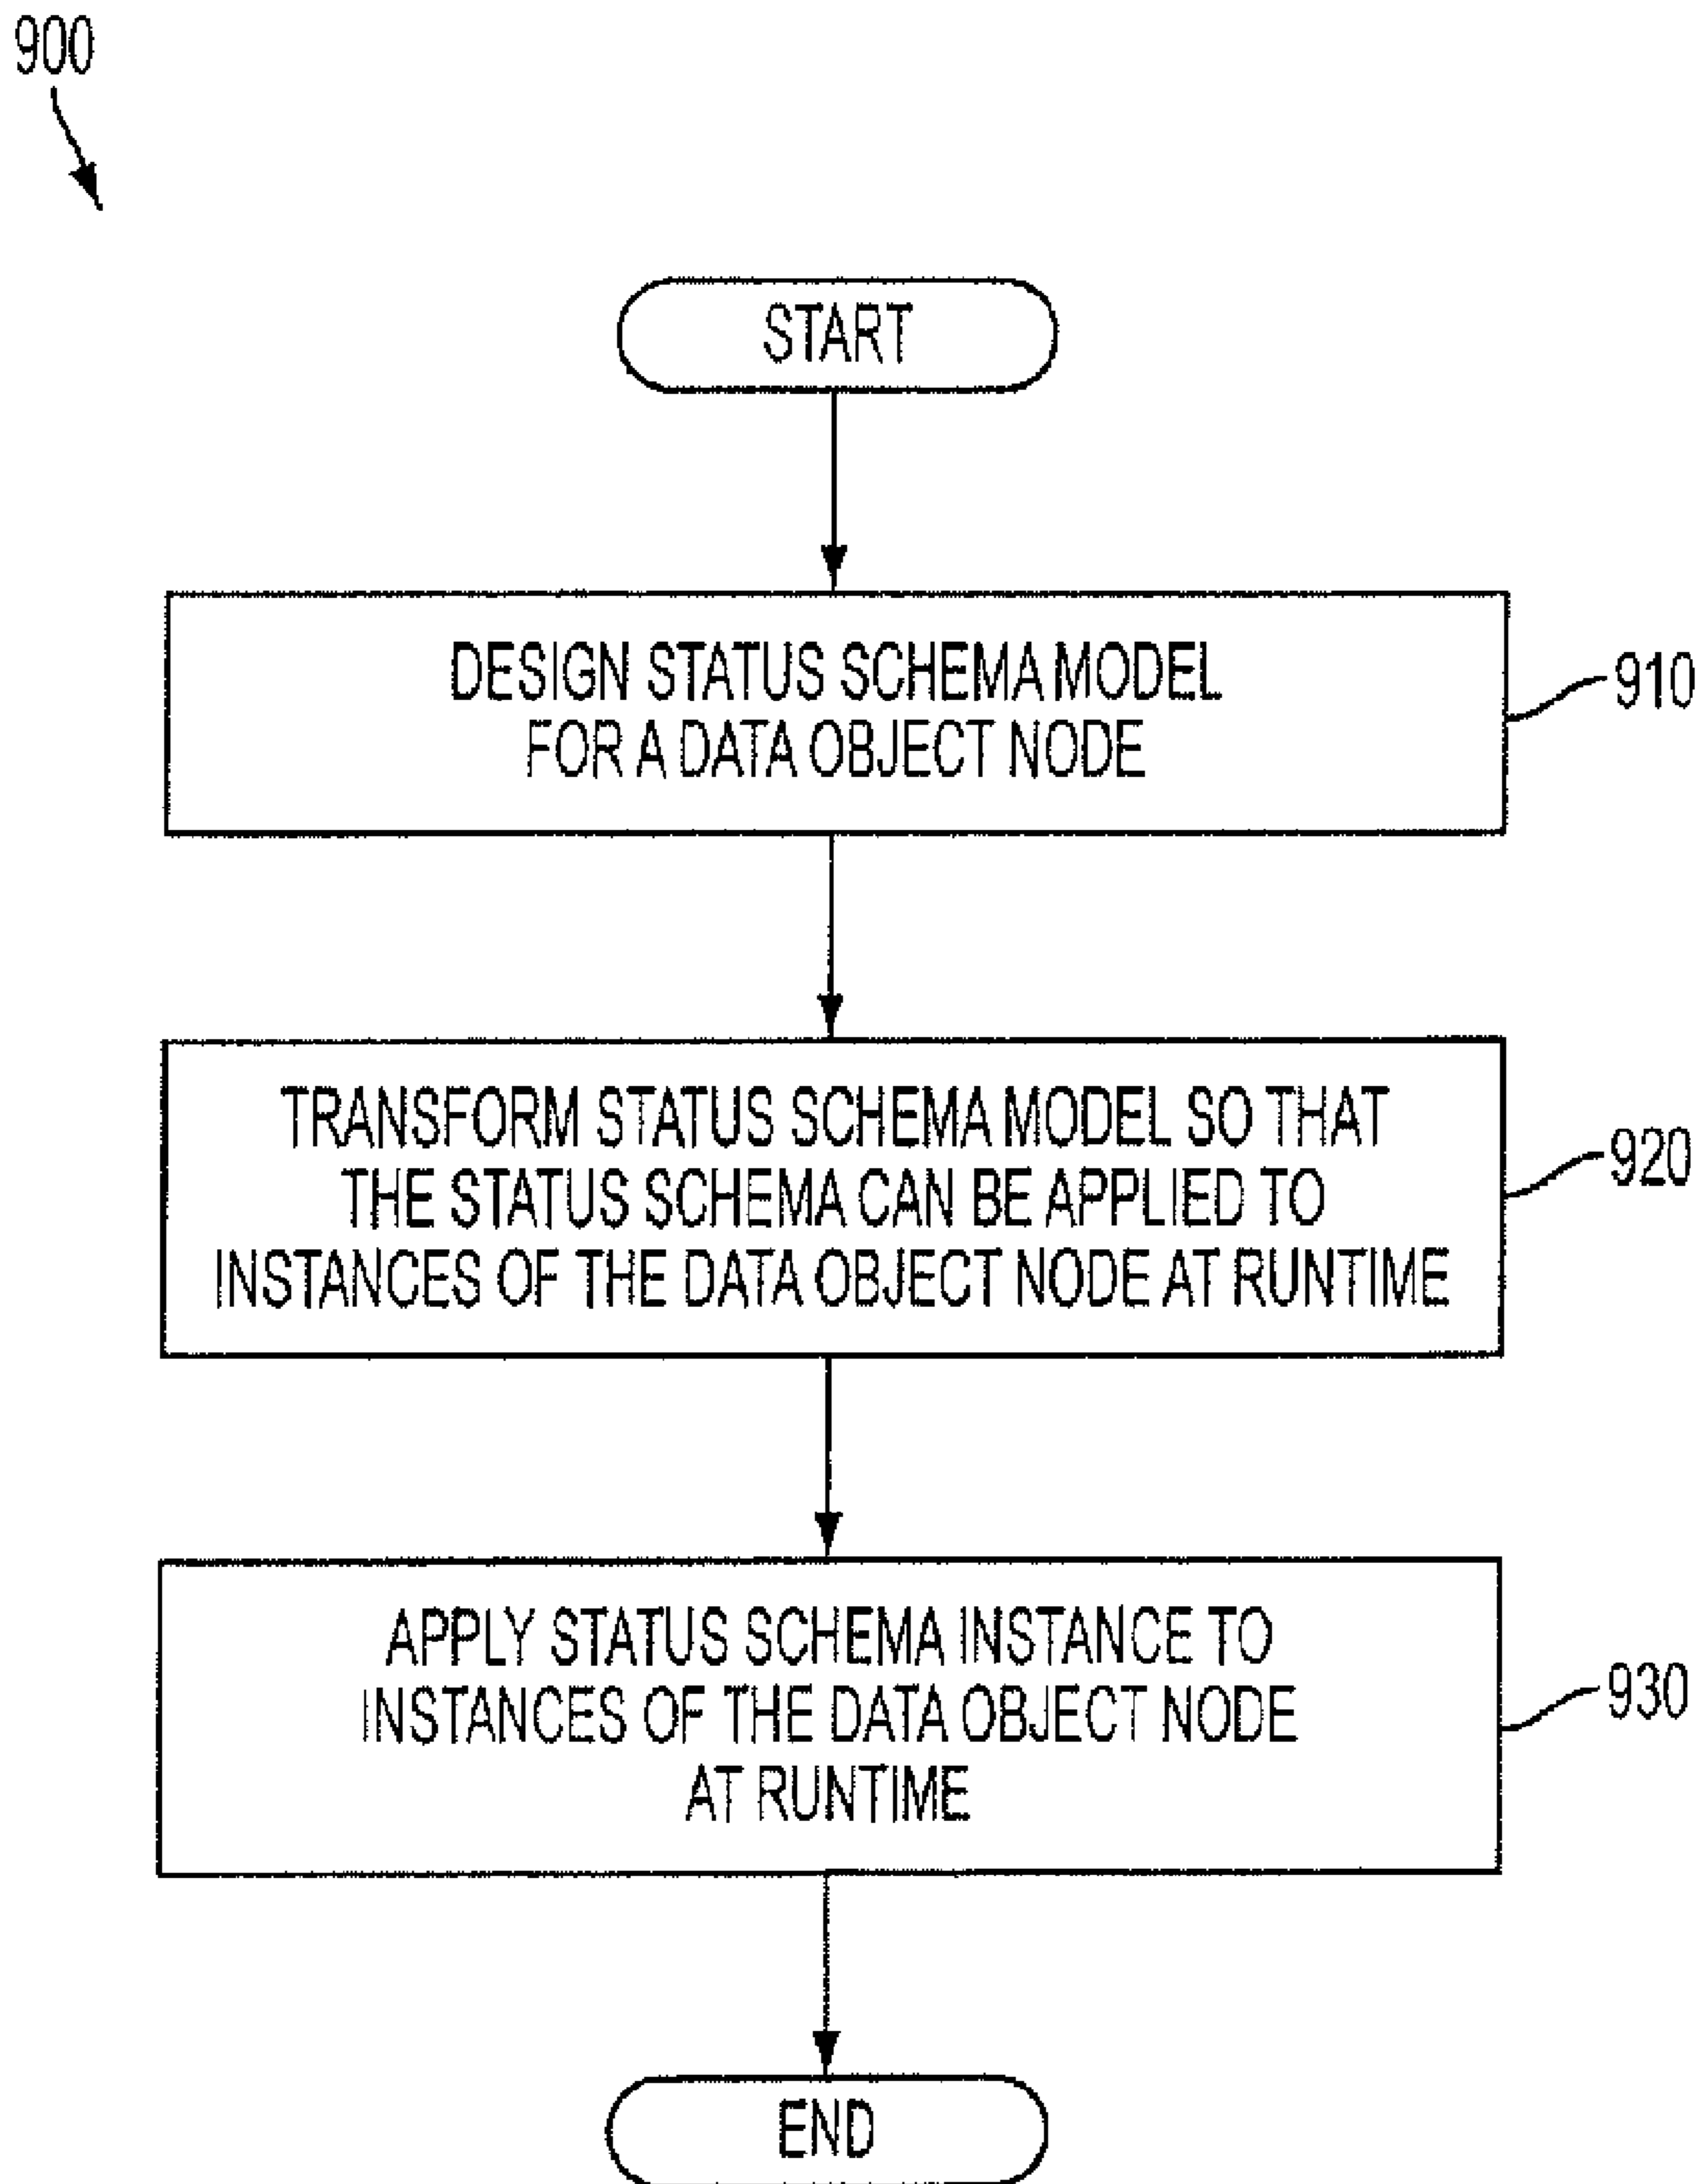 900
START
DESIGN STATUS SCHEMA MODEL
FOR A DATA OBJECT NODE
910
TRANSFORM STATUS SCHEMA MODEL SO THAT
THE STATUS SCHEMA CAN BE APPLIED TO
INSTANCES OF THE DATA OBJECT NODE AT RUNTIME
920
APPLY STATUS SCHEMA INSTANCE TO
INSTANCES OF THE DATA OBJECT NODE
AT RUNTIME
930
END